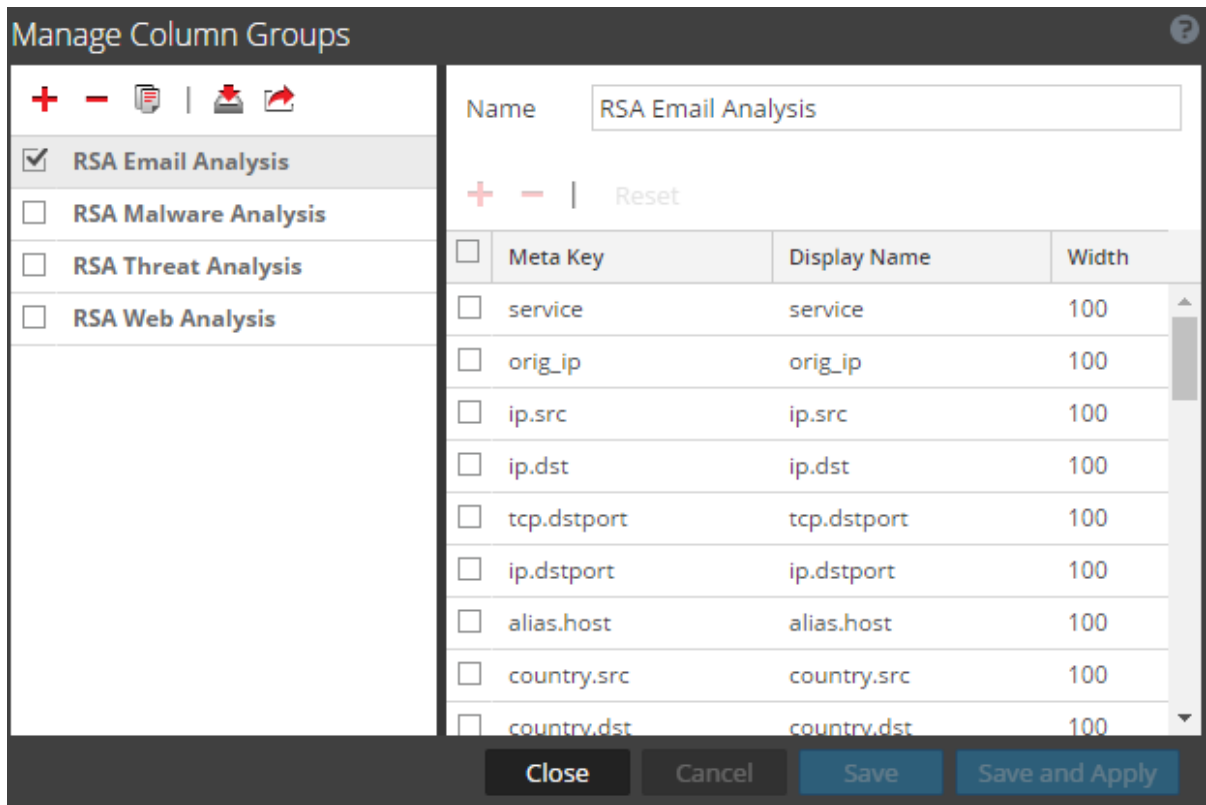 Manage Column Groups
RSA Email Analysis
RSA Malware Analysis
RSA Threat Analysis
RSA Web Analysis
Name RSA Email Analysis
Reset
Meta Key Display Name Width
service service 100
orig_ip orig_ip 100
ip.src ip.src 100
ip.dst ip.dst 100
tcp.dstport tcp.dstport 100
ip.dstport ip.dstport 100
alias.host alias.host 100
country.src country.src 100
country.dst country.dst 100
Close Cancel Save Save and Apply